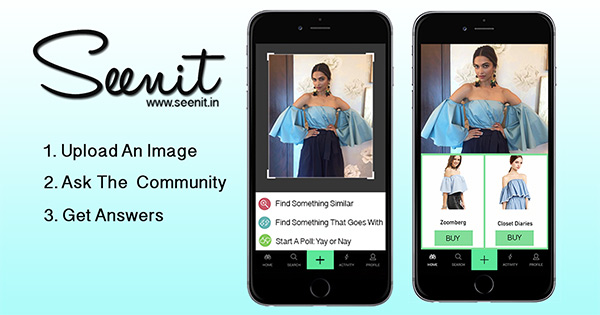 Seenit
www.seenit.in
1. Upload An Image
2. Ask The Community
3. Get Answers
Find Something Similar
Find Something That Goes With
Start A Poll: Yay or Nay
HOME SEARCH + ACTIVITY PROFILE
Zoomberg Closet Diaries
BUY BUY
HOME SEARCH + ACTIVITY PROFILE